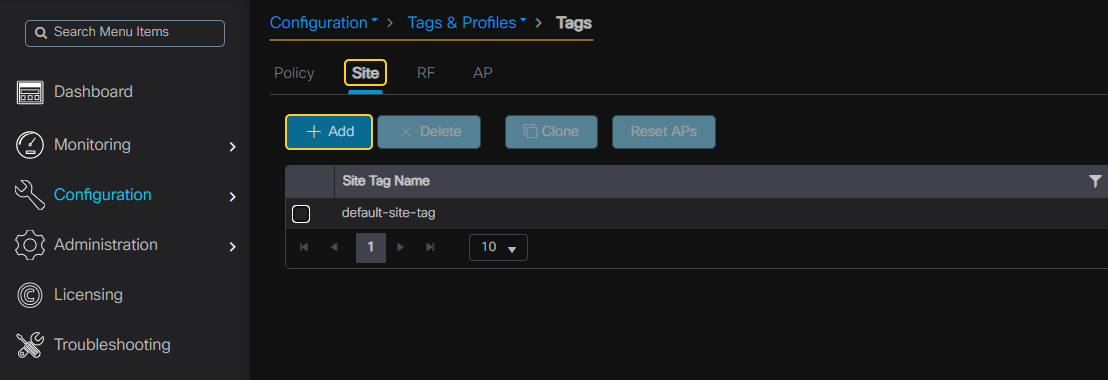 Search Menu Items
Dashboard
Monitoring
Configuration
Administration
Licensing
Troubleshooting
Configuration > Tags & Profiles > Tags
Policy Site RF AP
+ Add × Delete Clone Reset APs
Site Tag Name
default-site-tag
1 10